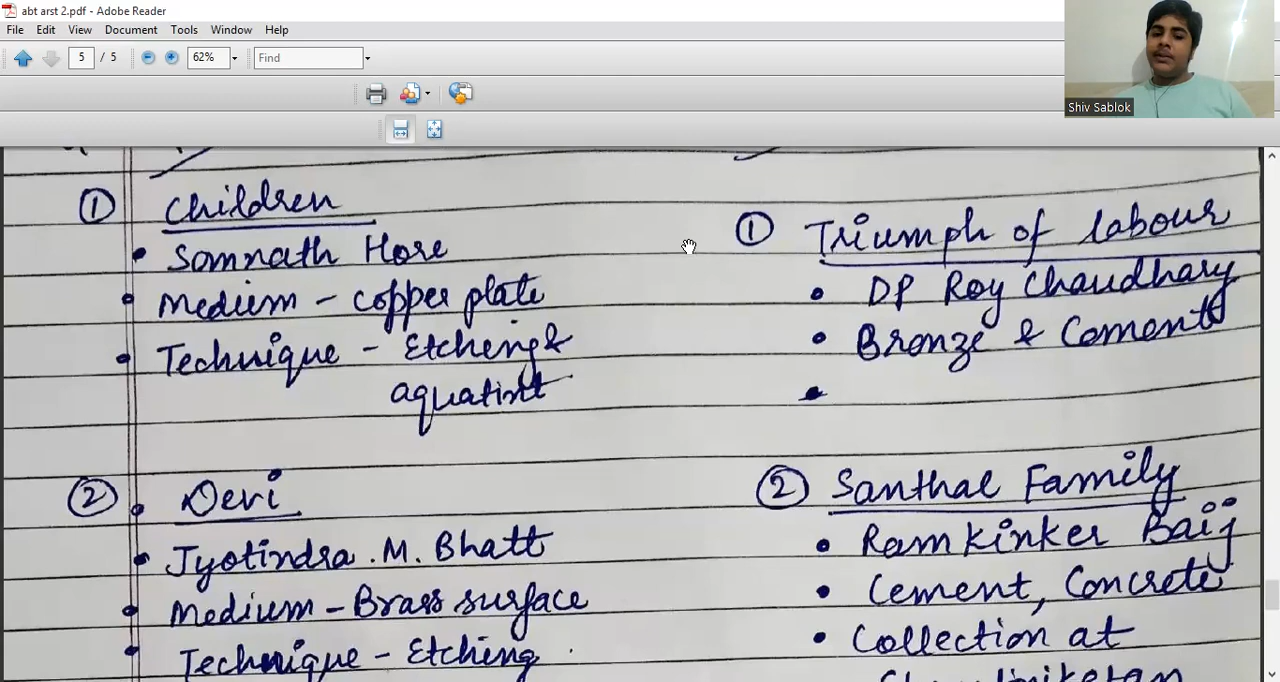 abt arst 2.pdf - Adobe Reader
File Edit View Document Tools Window Help
5 / 5 62% Find
Shiv Sablok
① Children
• Somnath Hore
• Medium - Copper plate
• Technique - Etching &
aquatint
② • Devi
• Jyotindra . M. Bhatt
• Medium - Brass surface
• Technique - Etching
① Triumph of labour
• DP Roy Chaudhary
• Bronze & Cement
•
② Santhal Family
• Ram Kinker Baij
• Cement, Concrete
• Collection at